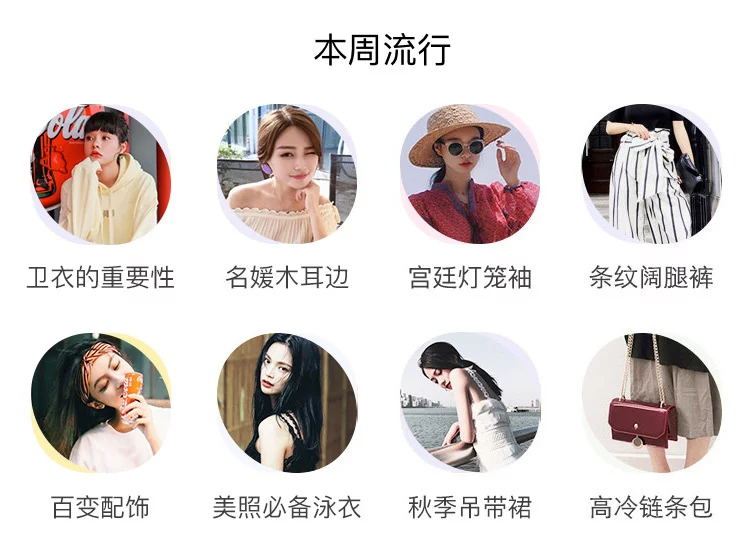 本周流行
Cola
卫衣的重要性
名媛木耳边
宫廷灯笼袖
条纹阔腿裤
百变配饰
美照必备泳衣
秋季吊带裙
高冷链条包